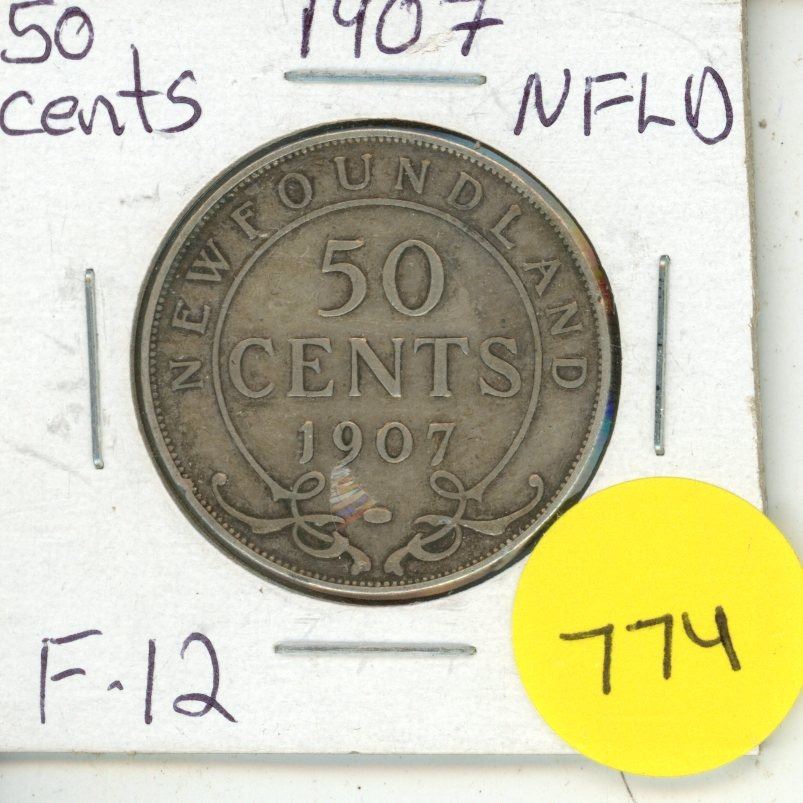 50 cents
1907
NFLD
NEWFOUNDLAND
50
CENTS
1907
F-12
774